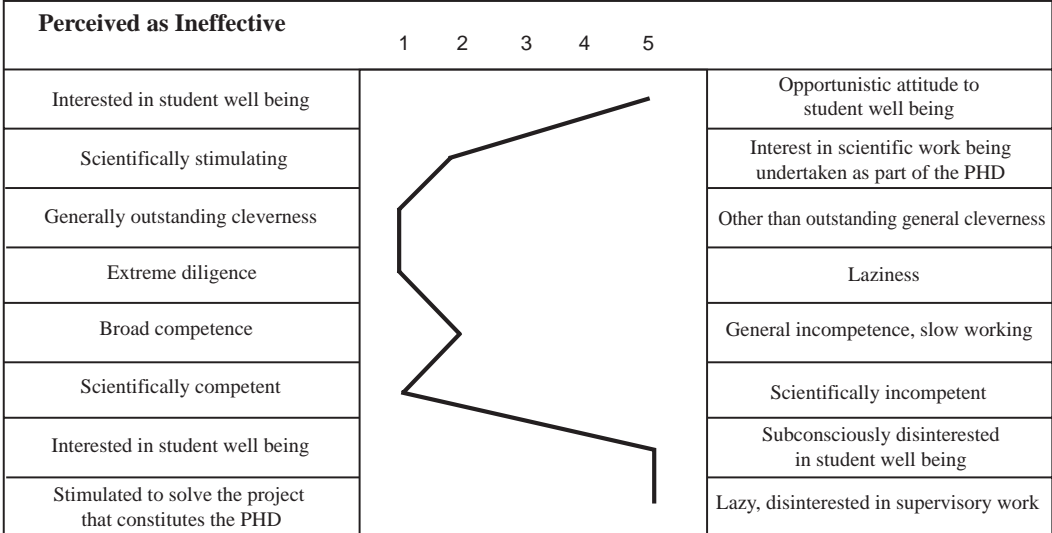 Perceived as Ineffective
1 2 3 4 5
Interested in student well being
Opportunistic attitude to
student well being
Scientifically stimulating
Interest in scientific work being
undertaken as part of the PHD
Generally outstanding cleverness
Other than outstanding general cleverness
Extreme diligence
Laziness
Broad competence
General incompetence, slow working
Scientifically competent
Scientifically incompetent
Interested in student well being
Subconsciously disinterested
in student well being
Stimulated to solve the project
that constitutes the PHD
Lazy, disinterested in supervisory work